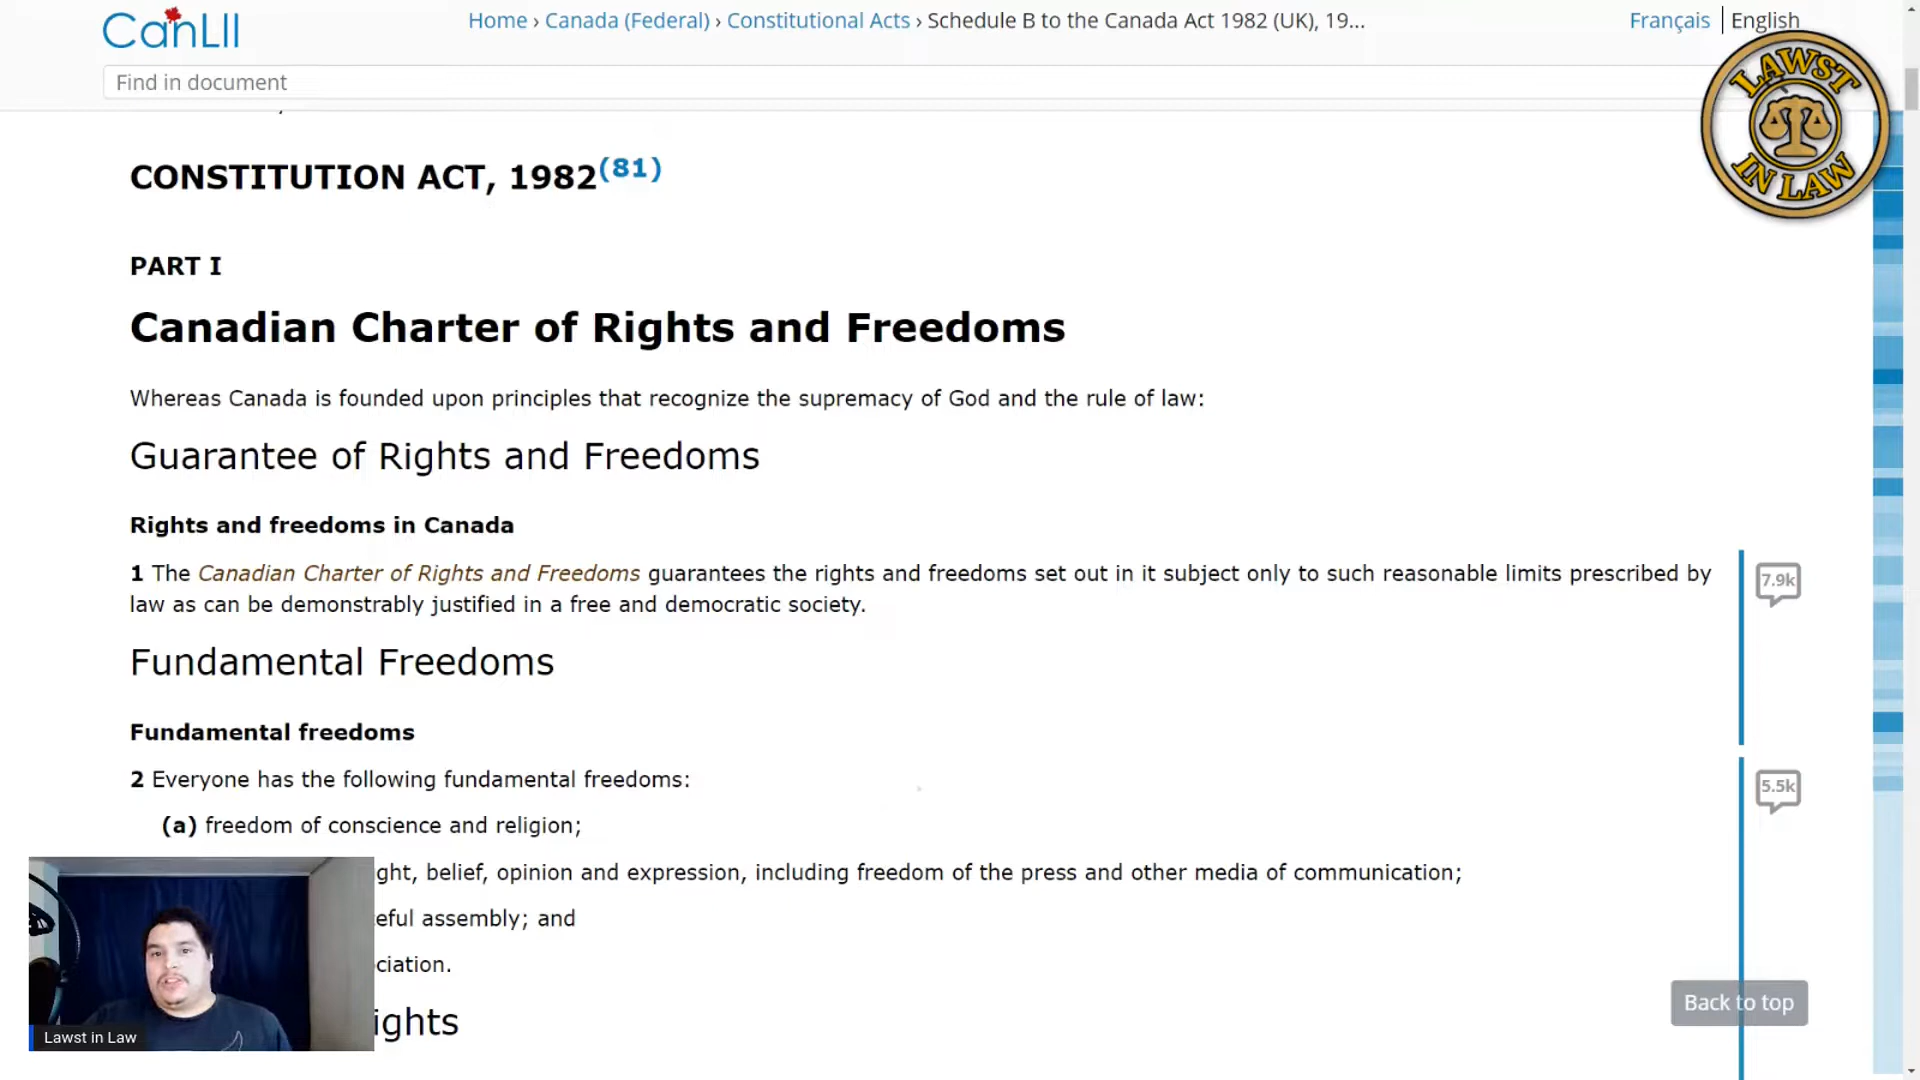 CanLII
Home › Canada (Federal) › Constitutional Acts › Schedule B to the Canada Act 1982 (UK), 19...
Français | English
Find in document
LAWST
IN LAW
CONSTITUTION ACT, 1982(81)
PART I
Canadian Charter of Rights and Freedoms
Whereas Canada is founded upon principles that recognize the supremacy of God and the rule of law:
Guarantee of Rights and Freedoms
Rights and freedoms in Canada
1 The Canadian Charter of Rights and Freedoms guarantees the rights and freedoms set out in it subject only to such reasonable limits prescribed by
law as can be demonstrably justified in a free and democratic society.
7.9k
Fundamental Freedoms
Fundamental freedoms
2 Everyone has the following fundamental freedoms:
5.5k
(a) freedom of conscience and religion;
ght, belief, opinion and expression, including freedom of the press and other media of communication;
eful assembly; and
ciation.
ights
Back to top
Lawst in Law